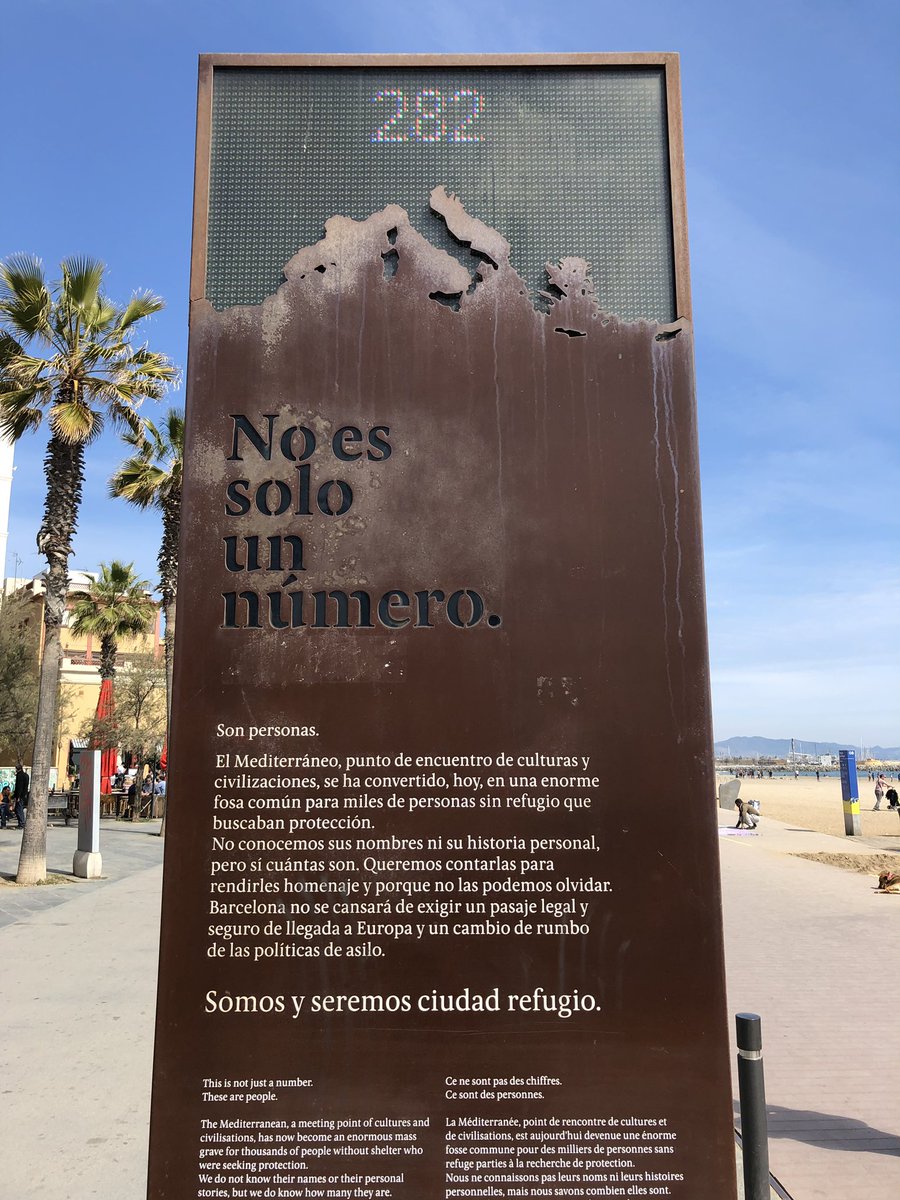 282
No es
solo
un
número.
Son personas.
El Mediterráneo, punto de encuentro de culturas y
civilizaciones, se ha convertido, hoy, en una enorme
fosa común para miles de personas sin refugio que
buscaban protección.
No conocemos sus nombres ni su historia personal,
pero sí cuántas son. Queremos contarlas para
rendirles homenaje y porque no las podemos olvidar.
Barcelona no se cansará de exigir un pasaje legal y
seguro de llegada a Europa y un cambio de rumbo
de las políticas de asilo.
Somos y seremos ciudad refugio.
This is not just a number.
These are people.
The Mediterranean, a meeting point of cultures and
civilisations, has now become an enormous mass
grave for thousands of people without shelter who
were seeking protection.
We do not know their names or their personal
stories, but we do know how many they are.
Ce ne sont pas des chiffres.
Ce sont des personnes.
La Méditerranée, point de rencontre de cultures et
de civilisations, est aujourd'hui devenue une énorme
fosse commune pour des milliers de personnes sans
refuge parties à la recherche de protection.
Nous ne connaissons pas leurs noms ni leurs histoires
personnelles, mais nous savons combien elles sont.